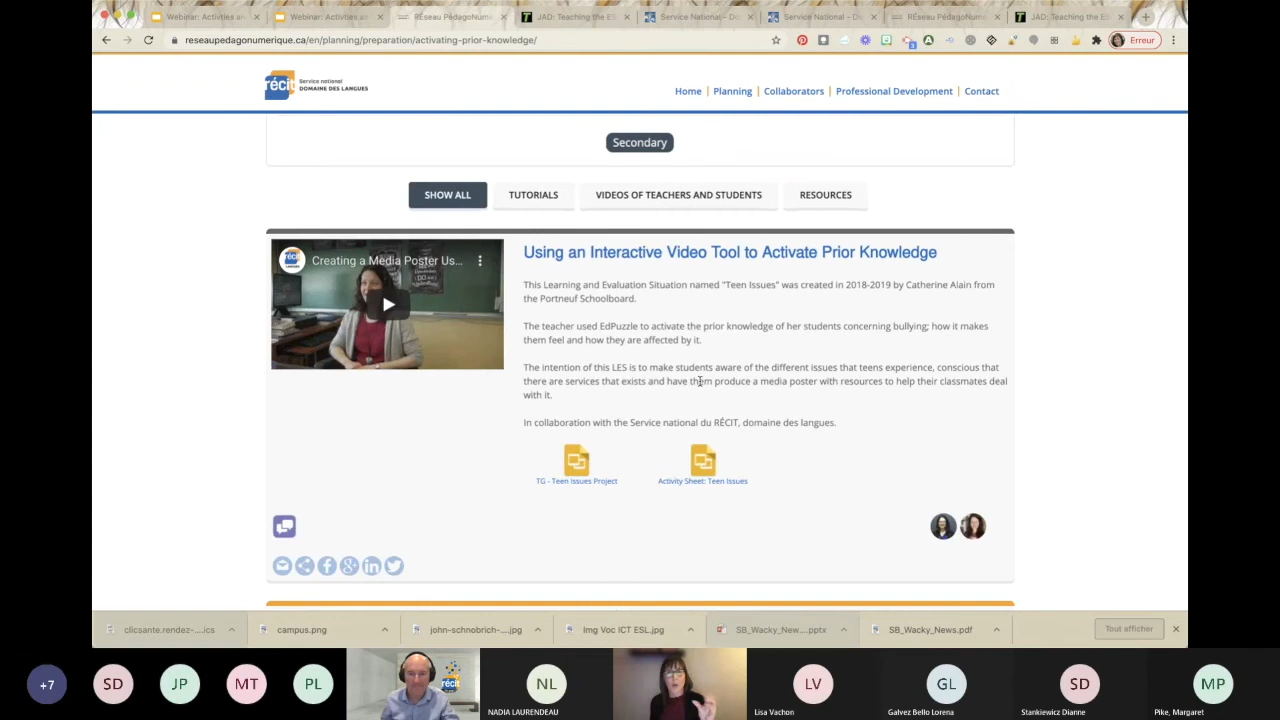 Webinar: Activities a
Webinar: Activities a
RÉseau PédagoNumé
JAD: Teaching the ES
Service National – Do
Service National – Do
RÉseau PédagoNumé
JAD: Teaching the ES
reseaupedagonumerique.ca/en/planning/preparation/activating-prior-knowledge/
Erreur
récit
Service national
DOMAINE DES LANGUES
Home | Planning | Collaborators | Professional Development | Contact
Secondary
SHOW ALL
TUTORIALS
VIDEOS OF TEACHERS AND STUDENTS
RESOURCES
Creating a Media Poster Us...
Using an Interactive Video Tool to Activate Prior Knowledge
This Learning and Evaluation Situation named "Teen Issues" was created in 2018-2019 by Catherine Alain from
the Portneuf Schoolboard.
The teacher used EdPuzzle to activate the prior knowledge of her students concerning bullying; how it makes
them feel and how they are affected by it.
The intention of this LES is to make students aware of the different issues that teens experience, conscious that
there are services that exists and have them produce a media poster with resources to help their classmates deal
with it.
In collaboration with the Service national du RÉCIT, domaine des langues.
TG - Teen Issues Project
Activity Sheet: Teen Issues
clicsante.rendez-....ics
campus.png
john-schnobrich-....jpg
Img Voc ICT ESL.jpg
SB_Wacky_New....pptx
SB_Wacky_News.pdf
Tout afficher
+7
SD
JP
MT
PL
récit
NL
LV
GL
SD
MP
NADIA LAURENDEAU
Lisa Vachon
Galvez Bello Lorena
Stankiewicz Dianne
Pike, Margaret